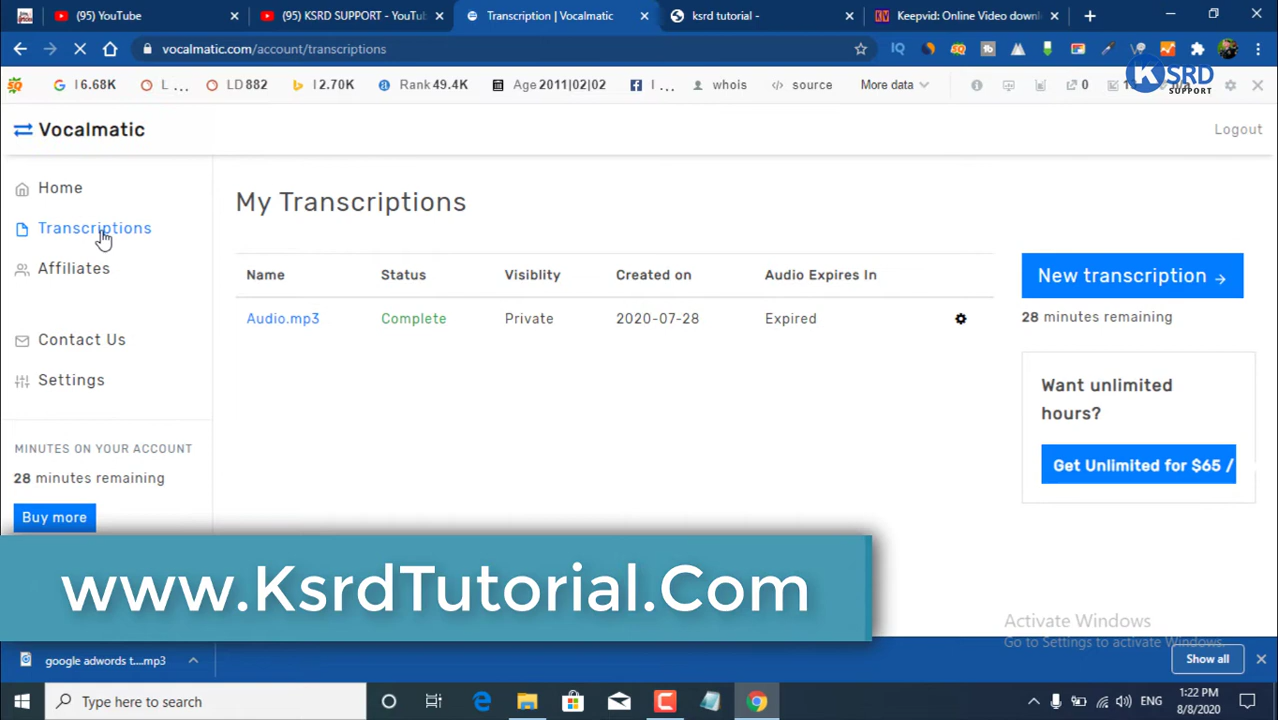 (95) YouTube
(95) KSRD SUPPORT - YouTu
Transcription | Vocalmatic
ksrd tutorial -
Keepvid: Online Video down
vocalmatic.com/account/transcriptions
I 6.68K
L ...
LD 882
I 2.70K
Rank 49.4K
Age 2011|02|02
I ...
whois
source
More data
0
n/a
KSRD
SUPPORT
Vocalmatic
Logout
Home
Transcriptions
Affiliates
Contact Us
Settings
MINUTES ON YOUR ACCOUNT
28 minutes remaining
Buy more
My Transcriptions
Name Status Visiblity Created on Audio Expires In
Audio.mp3 Complete Private 2020-07-28 Expired
New transcription →
28 minutes remaining
Want unlimited
hours?
Get Unlimited for $65 /
www.KsrdTutorial.Com
Activate Windows
Go to Settings to activate Windows.
google adwords t....mp3
Show all
Type here to search
ENG
1:22 PM
8/8/2020